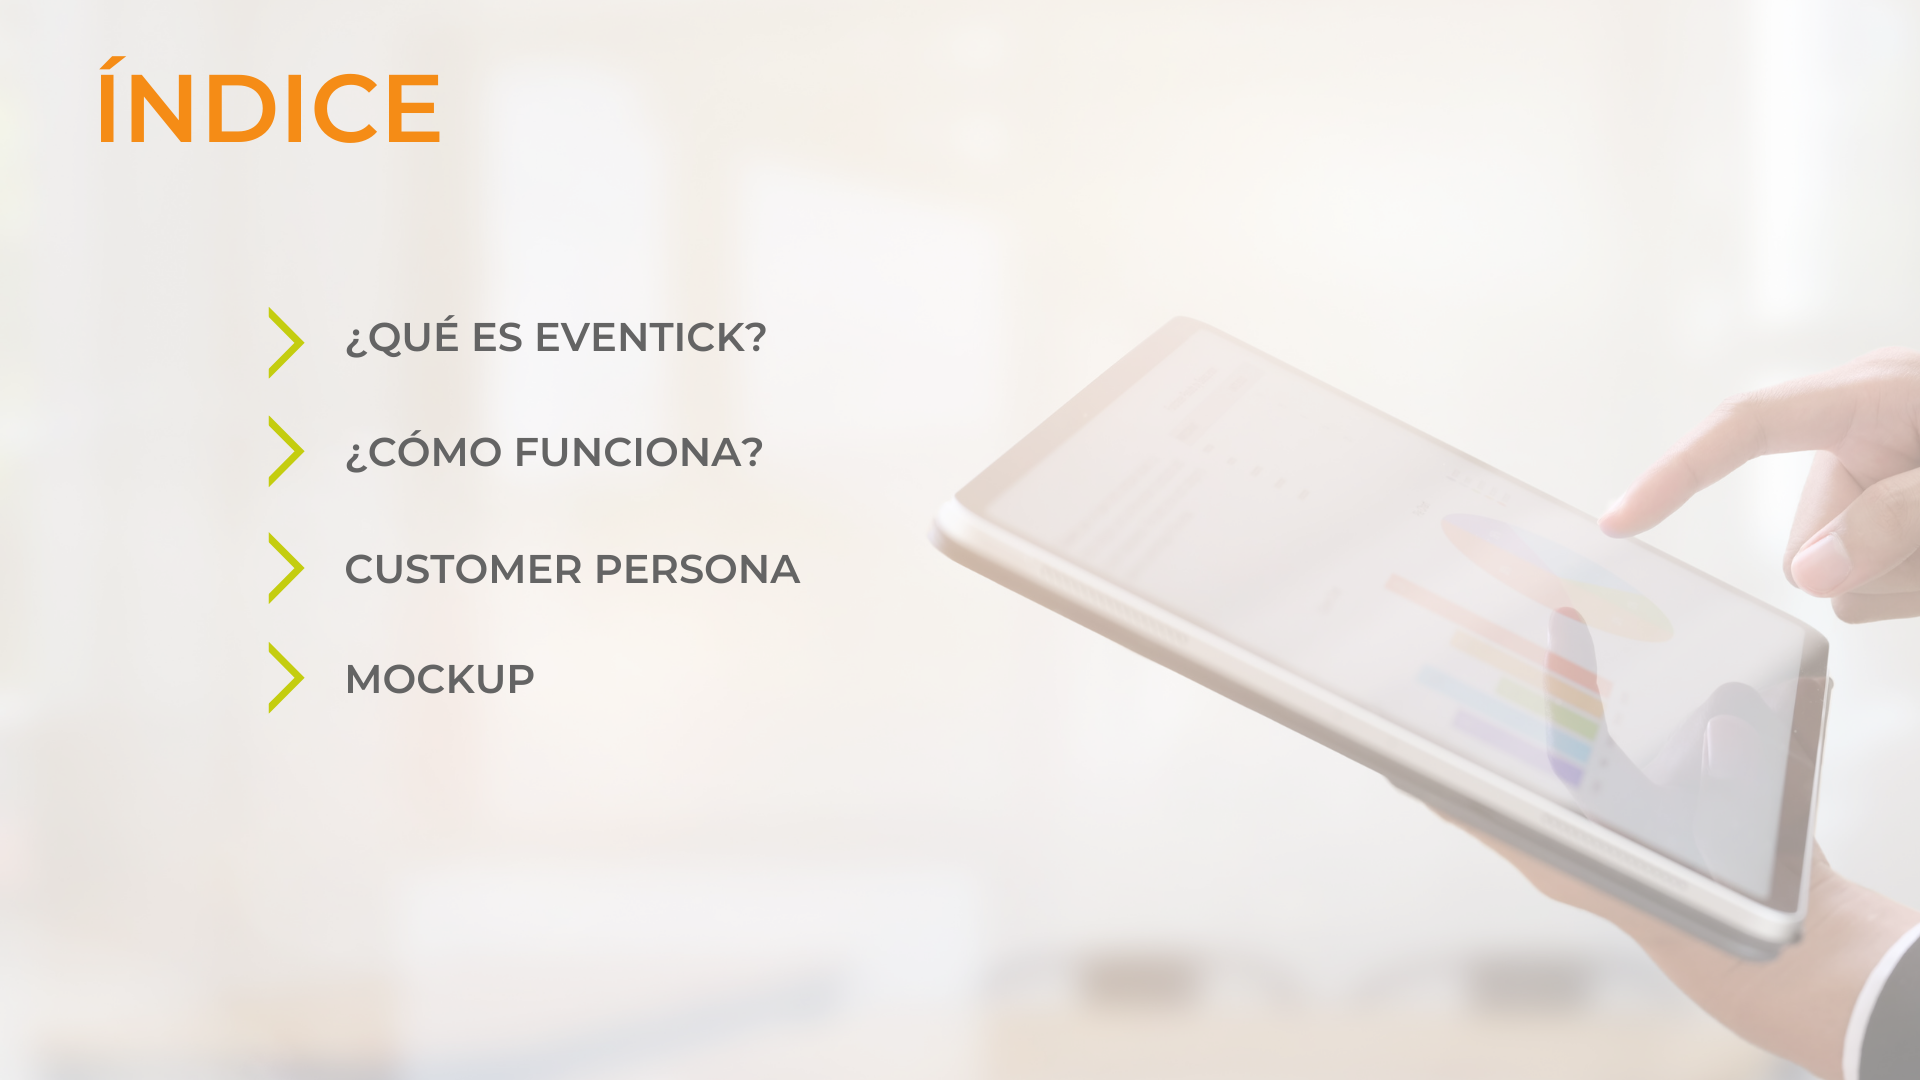 ÍNDICE
¿QUÉ ES EVENTICK?
¿CÓMO FUNCIONA?
CUSTOMER PERSONA
MOCKUP